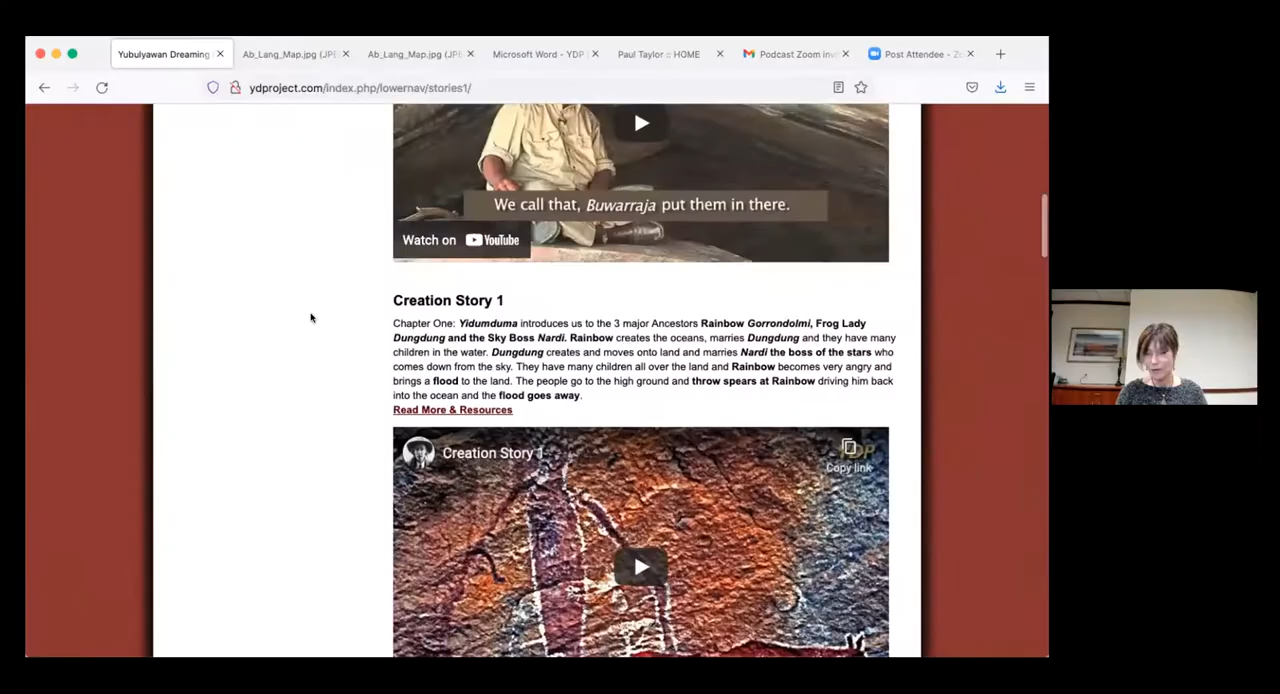 Yubulyawan Dreaming
Ab_Lang_Map.jpg (JPE
Ab_Lang_Map.jpg (JPE
Microsoft Word - YDP
Paul Taylor :: HOME
Podcast Zoom inv
Post Attendee - Zo
ydproject.com/index.php/lowernav/stories1/
We call that, Buwarraja put them in there.
Watch on YouTube
Creation Story 1
Chapter One: Yidumduma introduces us to the 3 major Ancestors Rainbow Gorrondolmi, Frog Lady
Dungdung and the Sky Boss Nardi. Rainbow creates the oceans, marries Dungdung and they have many
children in the water. Dungdung creates and moves onto land and marries Nardi the boss of the stars who
comes down from the sky. They have many children all over the land and Rainbow becomes very angry and
brings a flood to the land. The people go to the high ground and throw spears at Rainbow driving him back
into the ocean and the flood goes away.
Read More & Resources
Creation Story 1
YDP
Copy link